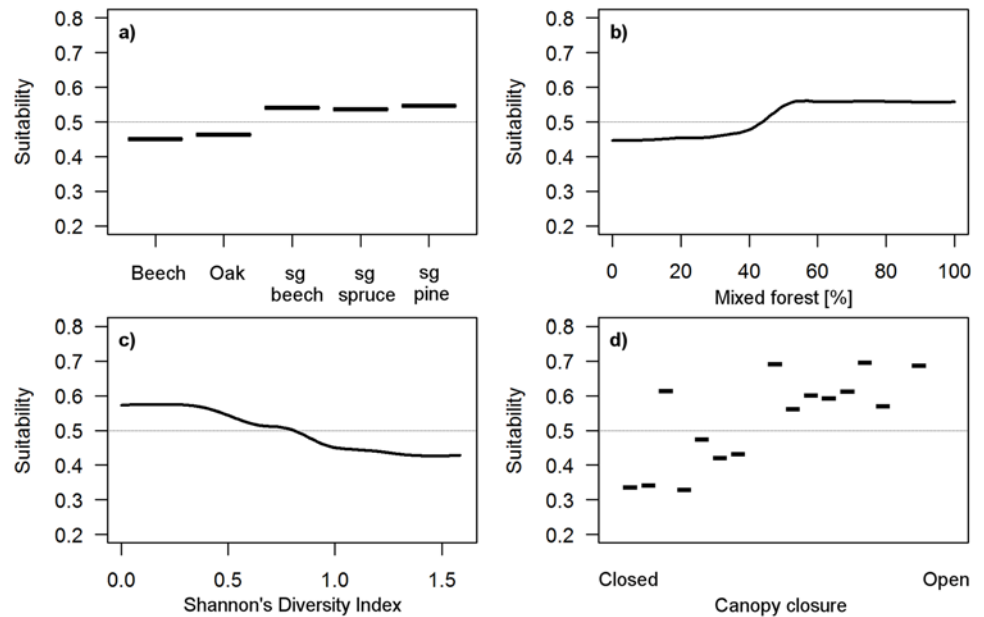 a)
Suitability
0.8
0.7
0.6
0.5
0.4
0.3
0.2
Beech Oak sg beech sg spruce sg pine
b)
Suitability
0.8
0.7
0.6
0.5
0.4
0.3
0.2
0 20 40 60 80 100
Mixed forest [%]
c)
Suitability
0.8
0.7
0.6
0.5
0.4
0.3
0.2
0.0 0.5 1.0 1.5
Shannon's Diversity Index
d)
Suitability
0.8
0.7
0.6
0.5
0.4
0.3
0.2
Closed Open
Canopy closure